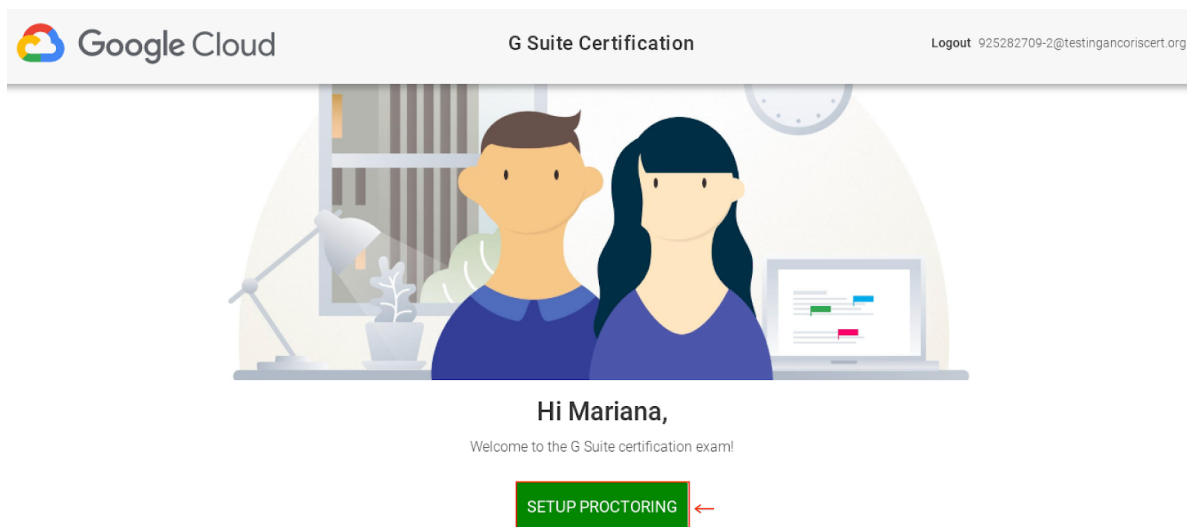 Google Cloud
G Suite Certification
Logout 925282709-2@testingancoriscert.org
Hi Mariana,
Welcome to the G Suite certification exam!
SETUP PROCTORING